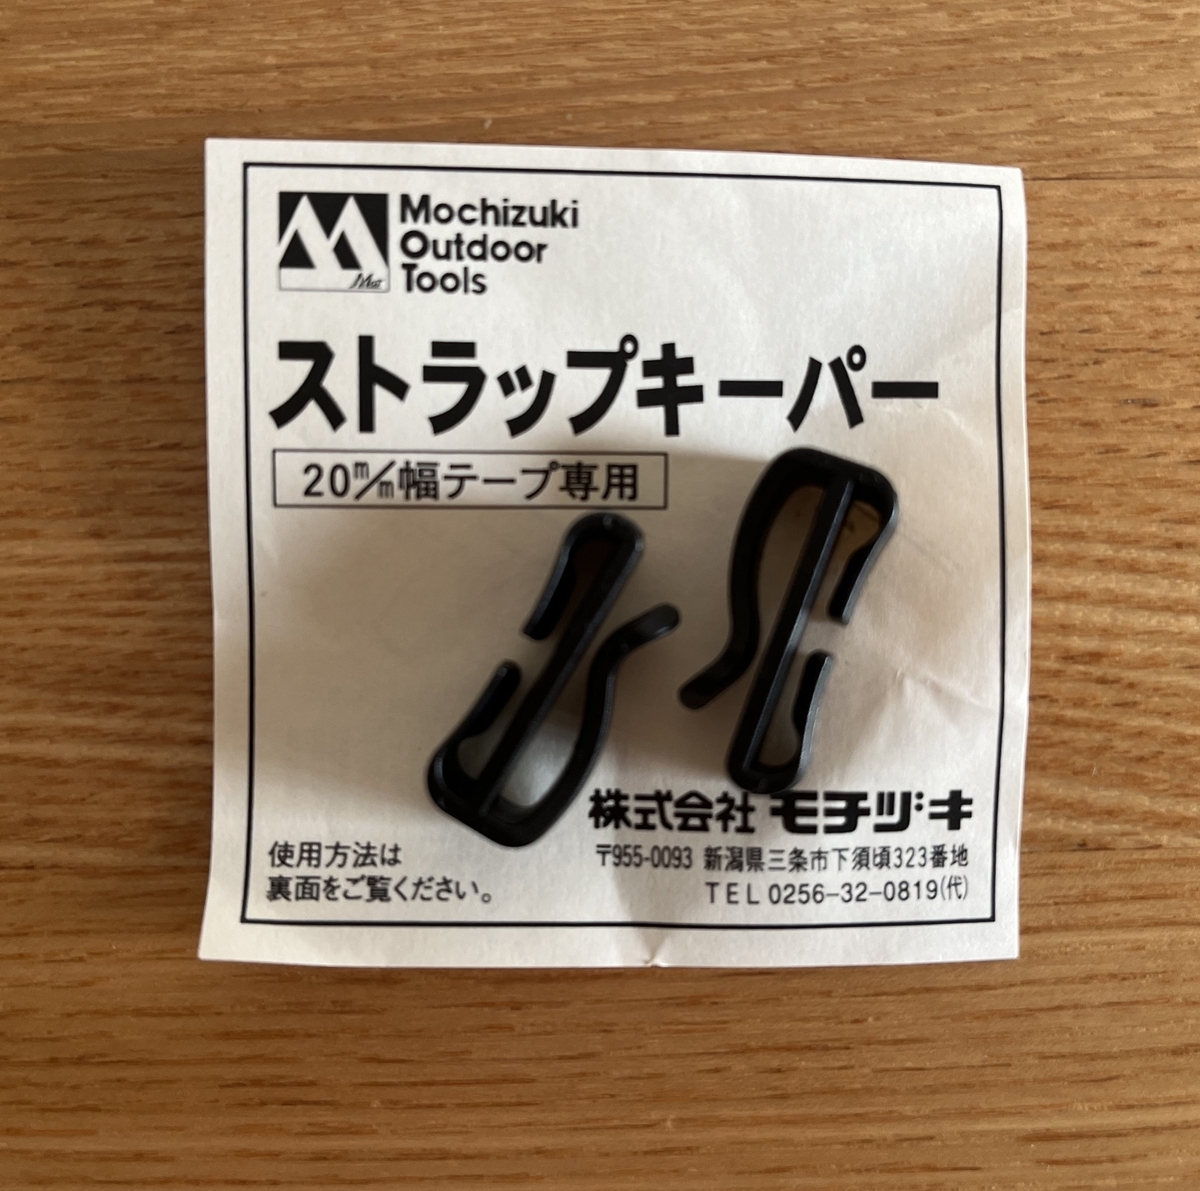 Mochizuki
Outdoor
Tools
Mot
ストラップキーパー
20m/m幅テープ専用
株式会社 モチヅキ
使用方法は
裏面をご覧ください。
〒955-0093 新潟県三条市下須頃323番地
TEL 0256-32-0819(代)